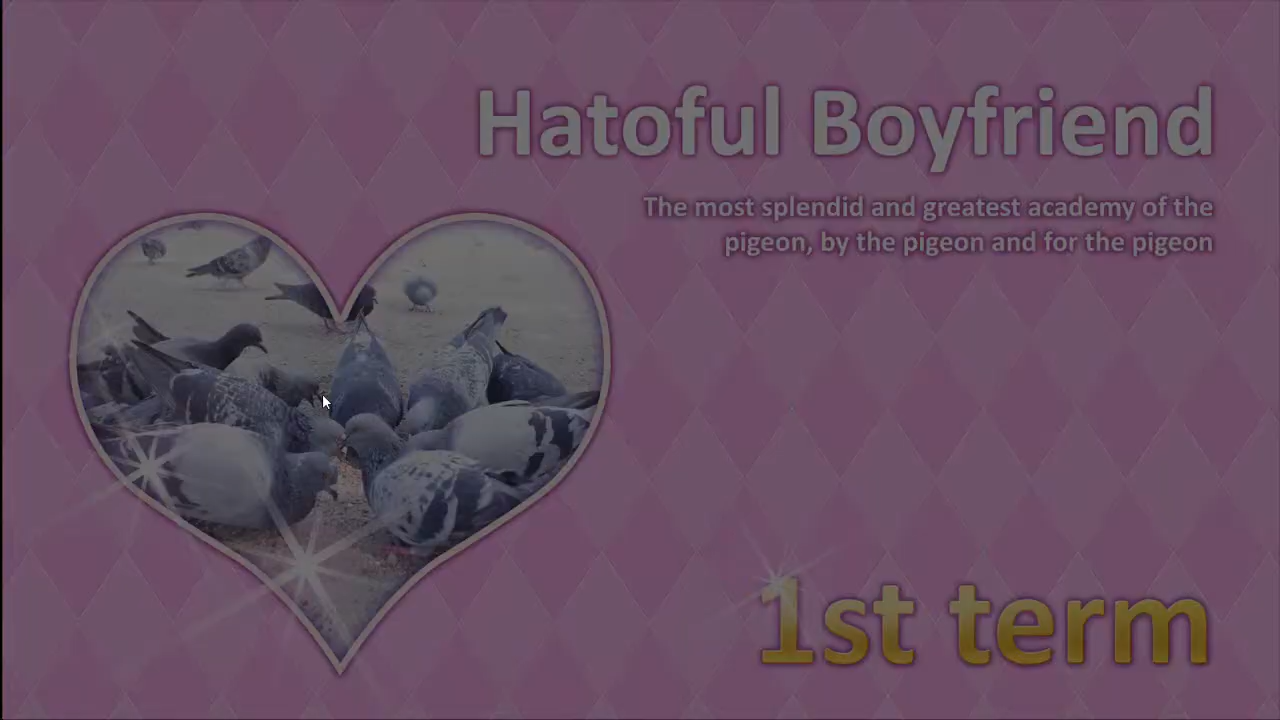 Hatoful Boyfriend
The most splendid and greatest academy of the
pigeon, by the pigeon and for the pigeon
1st term